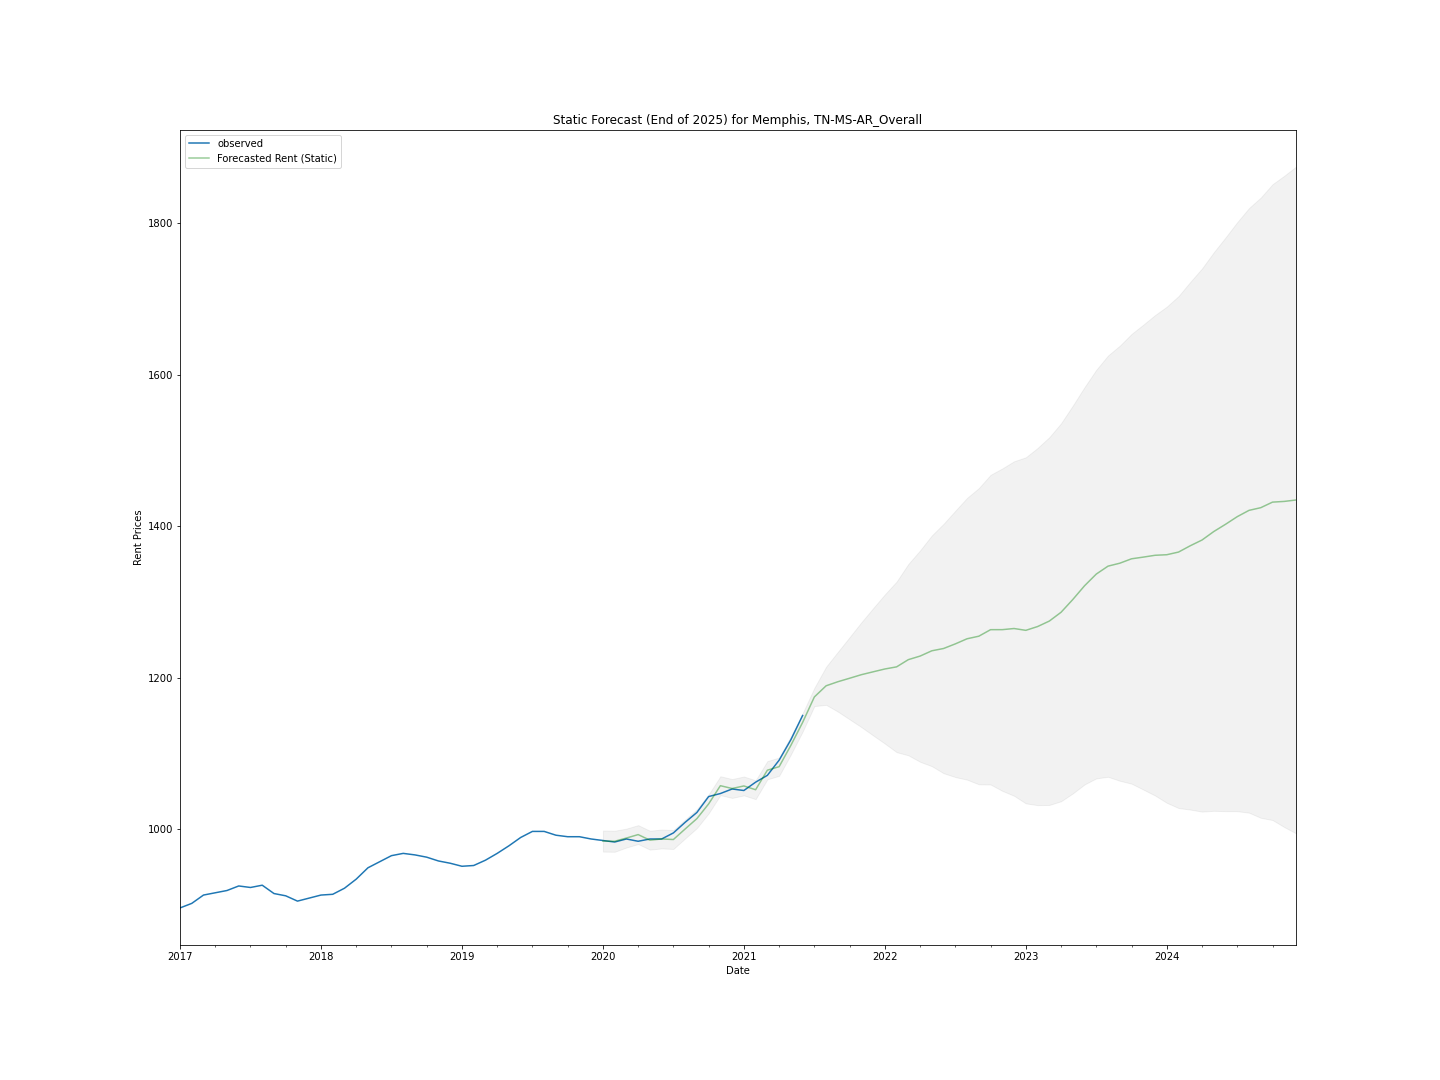 Static Forecast (End of 2025) for Memphis, TN-MS-AR_Overall
observed
Forecasted Rent (Static)
1800
1600
1400
1200
1000
Rent Prices
2017 2018 2019 2020 2021 2022 2023 2024
Date